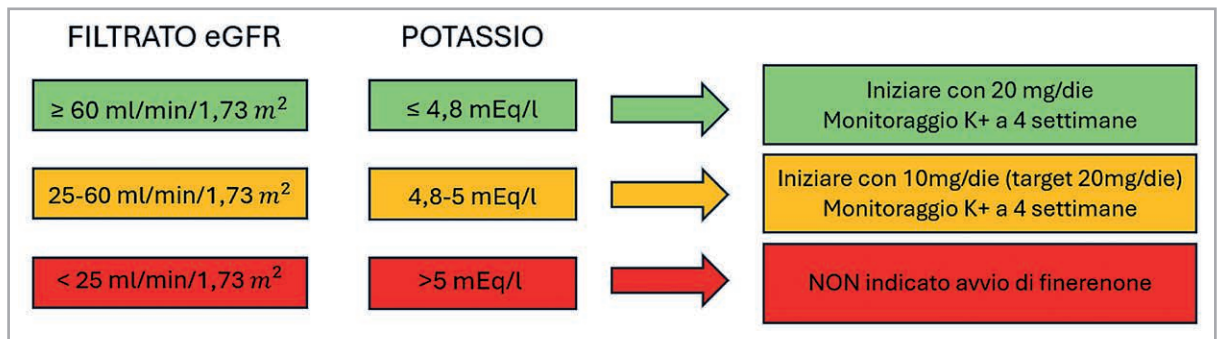 FILTRATO eGFR
POTASSIO
≥ 60 ml/min/1,73 m²
≤ 4,8 mEq/l
Iniziare con 20 mg/die
Monitoraggio K+ a 4 settimane
25-60 ml/min/1,73 m²
4,8-5 mEq/l
Iniziare con 10mg/die (target 20mg/die)
Monitoraggio K+ a 4 settimane
< 25 ml/min/1,73 m²
>5 mEq/l
NON indicato avvio di finerenone